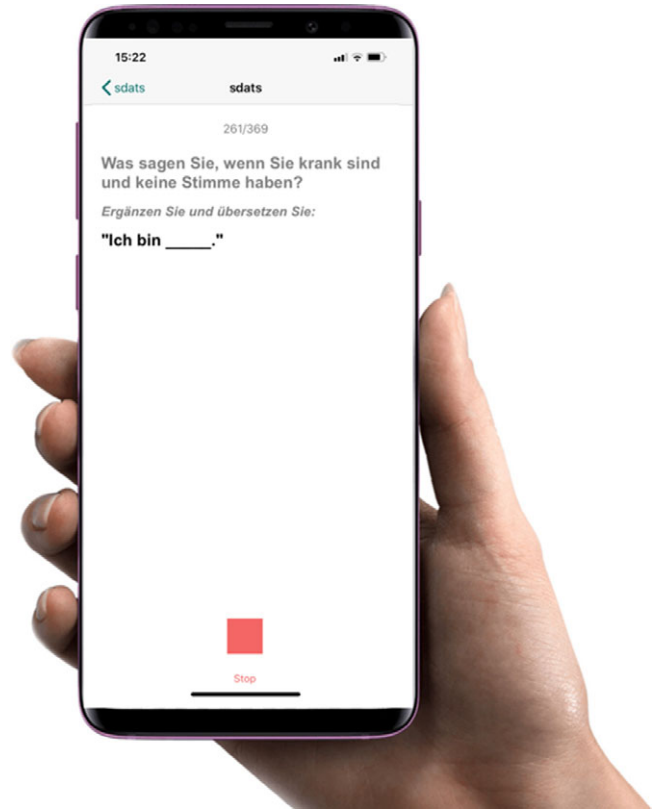 15:22
sdats
sdats
261/369
Was sagen Sie, wenn Sie krank sind
und keine Stimme haben?
Ergänzen Sie und übersetzen Sie:
"Ich bin _____."
Stop